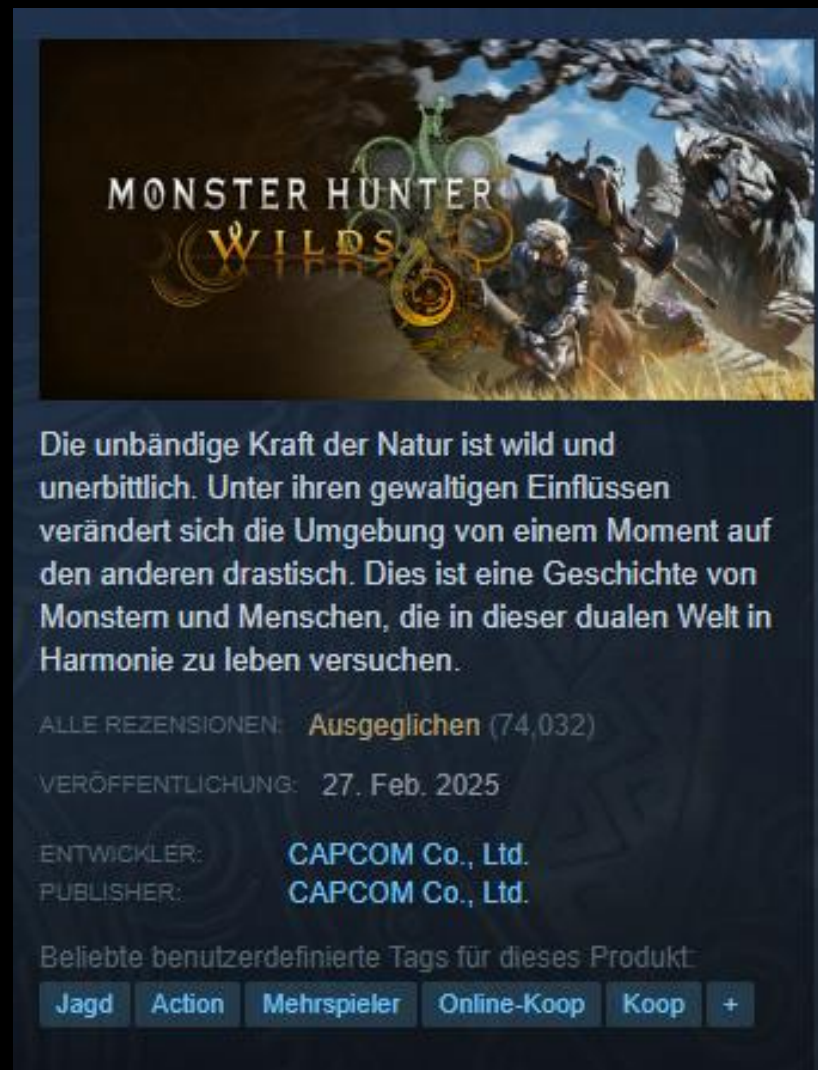 MONSTER HUNTER
WILDS
Die unbändige Kraft der Natur ist wild und
unerbittlich. Unter ihren gewaltigen Einflüssen
verändert sich die Umgebung von einem Moment auf
den anderen drastisch. Dies ist eine Geschichte von
Monstern und Menschen, die in dieser dualen Welt in
Harmonie zu leben versuchen.
ALLE REZENSIONEN: Ausgeglichen (74,032)
VERÖFFENTLICHUNG: 27. Feb. 2025
ENTWICKLER: CAPCOM Co., Ltd.
PUBLISHER: CAPCOM Co., Ltd.
Beliebte benutzerdefinierte Tags für dieses Produkt:
Jagd Action Mehrspieler Online-Koop Koop +